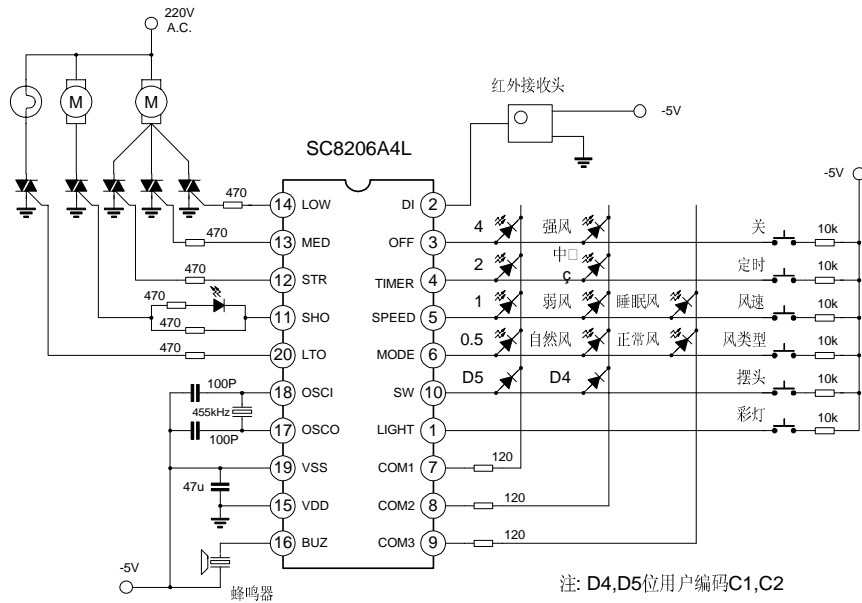 220V
A.C.
M
M
红外接收头
-5V
SC8206A4L
-5V
470
14
LOW
DI
2
470
13
MED
OFF
3
4
强风
关
10k
470
12
STR
TIMER
4
2
中□
ç
定时
10k
470
470
11
SHO
SPEED
5
1
弱风
睡眠风
风速
10k
470
20
LTO
MODE
6
0.5
自然风
正常风
风类型
10k
100P
18
OSCI
SW
10
D5
D4
摆头
10k
455kHz
100P
17
OSCO
LIGHT
1
彩灯
10k
19
VSS
COM1
7
120
47u
15
VDD
COM2
8
120
16
BUZ
COM3
9
120
-5V
蜂鸣器
注: D4,D5位用户编码C1,C2